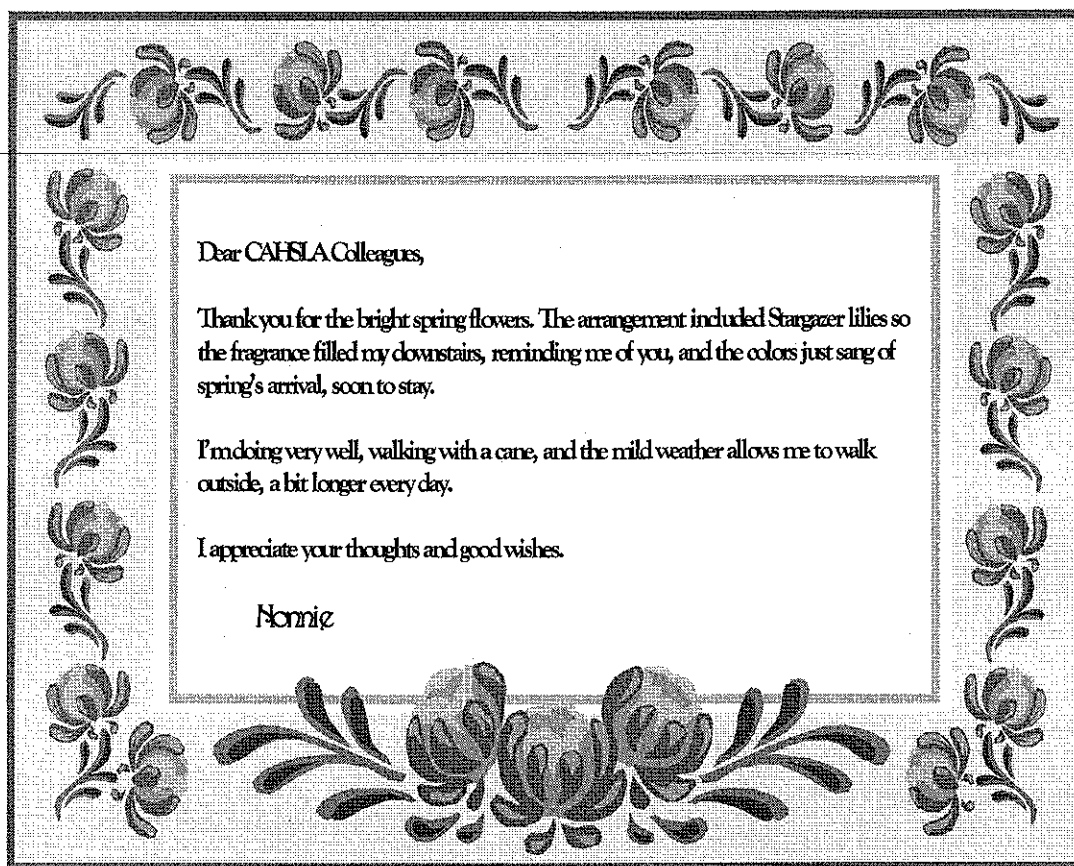 Dear CAHSLA Colleagues,
Thank you for the bright spring flowers. The arrangement included Stargazer lilies so
the fragrance filled my downstairs, reminding me of you, and the colors just sang of
spring's arrival, soon to stay.
I'm doing very well, walking with a cane, and the mild weather allows me to walk
outside, a bit longer every day.
I appreciate your thoughts and good wishes.
Nonnie